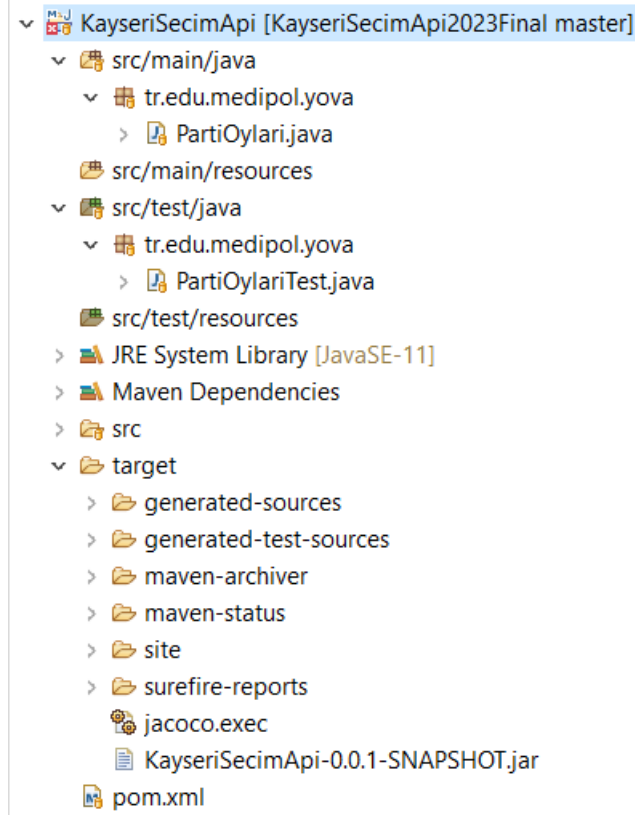 KayseriSecimApi [KayseriSecimApi2023Final master]
src/main/java
tr.edu.medipol.yova
PartiOylari.java
src/main/resources
src/test/java
tr.edu.medipol.yova
PartiOylariTest.java
src/test/resources
JRE System Library [JavaSE-11]
Maven Dependencies
src
target
generated-sources
generated-test-sources
maven-archiver
maven-status
site
surefire-reports
jacoco.exec
KayseriSecimApi-0.0.1-SNAPSHOT.jar
pom.xml